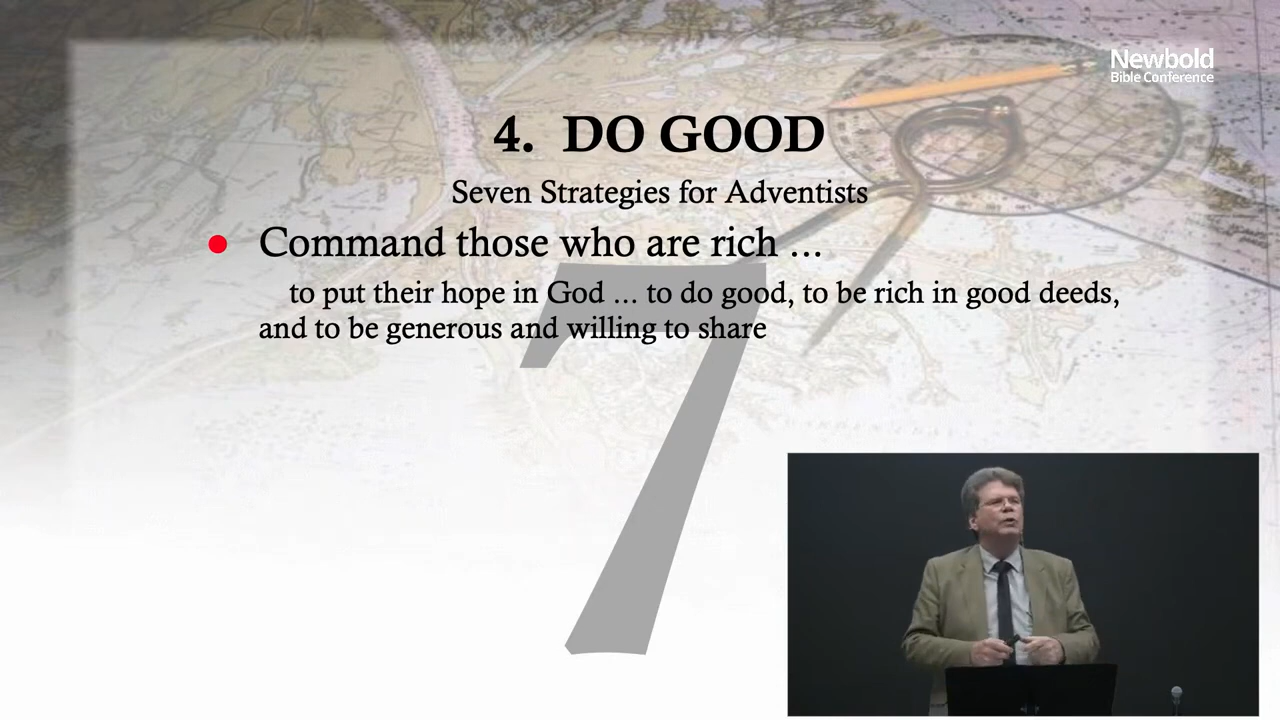 Newbold
Bible Conference
4. DO GOOD
Seven Strategies for Adventists
Command those who are rich ...
to put their hope in God ... to do good, to be rich in good deeds,
and to be generous and willing to share
7